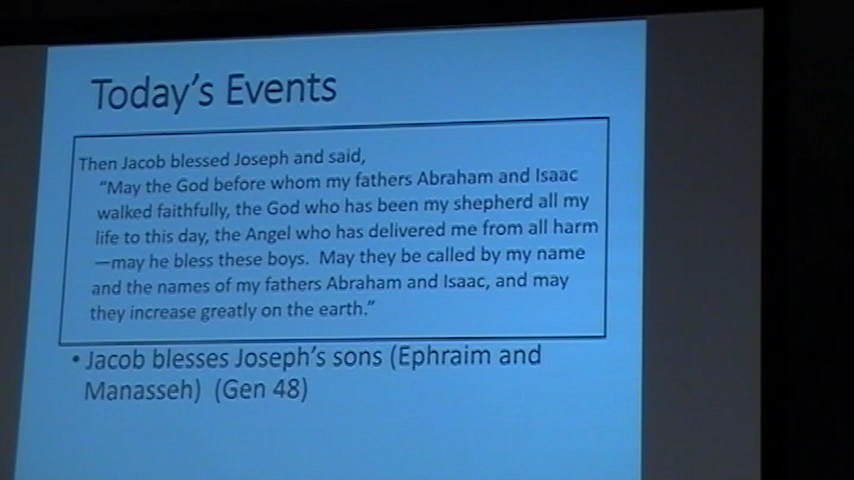 Today's Events
Then Jacob blessed Joseph and said,
"May the God before whom my fathers Abraham and Isaac
walked faithfully, the God who has been my shepherd all my
life to this day, the Angel who has delivered me from all harm
—may he bless these boys. May they be called by my name
and the names of my fathers Abraham and Isaac, and may
they increase greatly on the earth."
• Jacob blesses Joseph's sons (Ephraim and
Manasseh) (Gen 48)